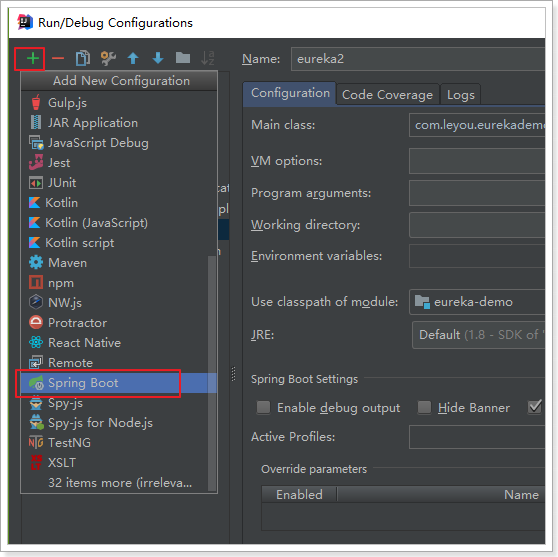 Run/Debug Configurations
Name:
eureka2
Add New Configuration
Gulp.js
JAR Application
JavaScript Debug
Jest
JUnit
Kotlin
Kotlin (JavaScript)
Kotlin script
Maven
npm
NW.js
Protractor
React Native
Remote
Spring Boot
Spy-js
Spy-js for Node.js
TestNG
XSLT
32 items more (irreleva...
Configuration
Code Coverage
Logs
Main class:
com.leyou.eurekademo
VM options:
Program arguments:
Working directory:
Environment variables:
Use classpath of module:
eureka-demo
JRE:
Default (1.8 - SDK of '
Spring Boot Settings
Enable debug output
Hide Banner
Active Profiles:
Override parameters
Enabled
Name